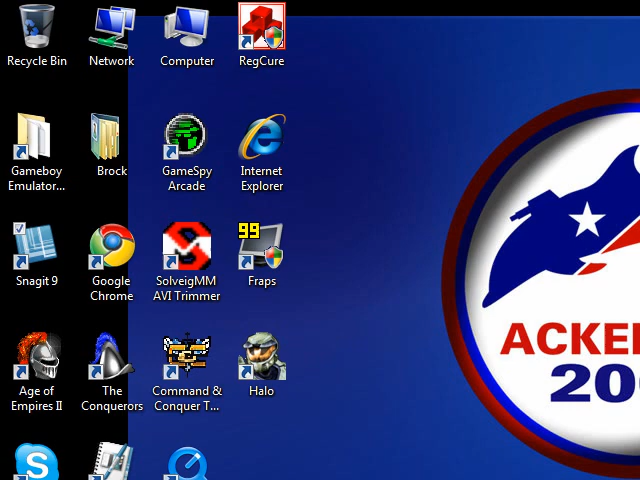 Recycle Bin
Network
Computer
RegCure
Gameboy
Emulator...
Brock
GameSpy
Arcade
Internet
Explorer
Snagit 9
Google
Chrome
SolveigMM
AVI Trimmer
99
Fraps
Age of
Empires II
The
Conquerors
Command &
Conquer T...
Halo
S
ACKE
20